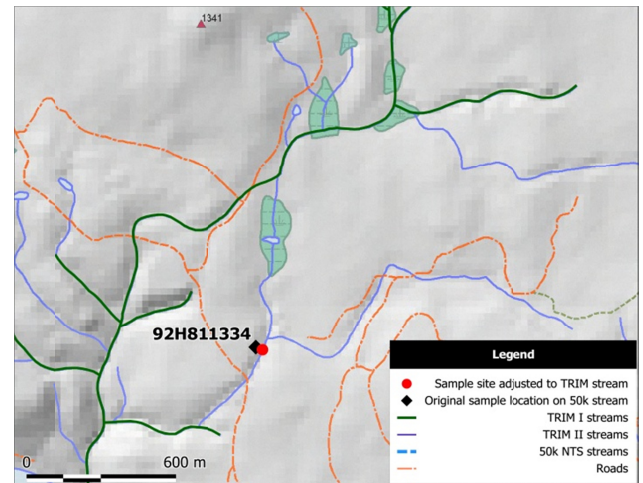 1341
92H811334
Legend
Sample site adjusted to TRIM stream
Original sample location on 50k stream
TRIM I streams
TRIM II streams
50k NTS streams
Roads
0
600 m